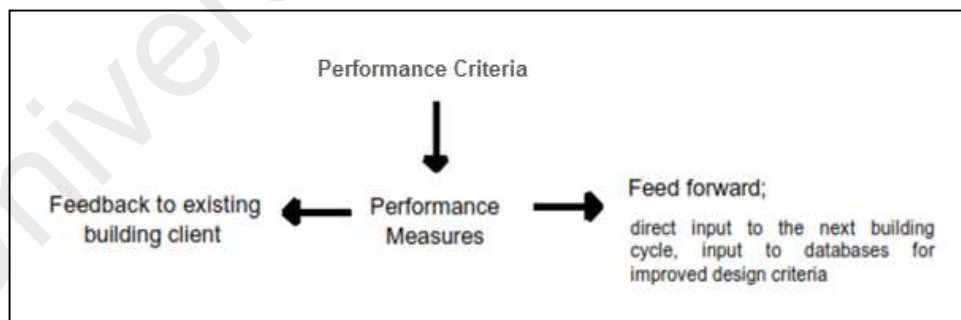 Performance Criteria
Feedback to existing
building client
Performance
Measures
Feed forward;
direct input to the next building
cycle, input to databases for
improved design criteria